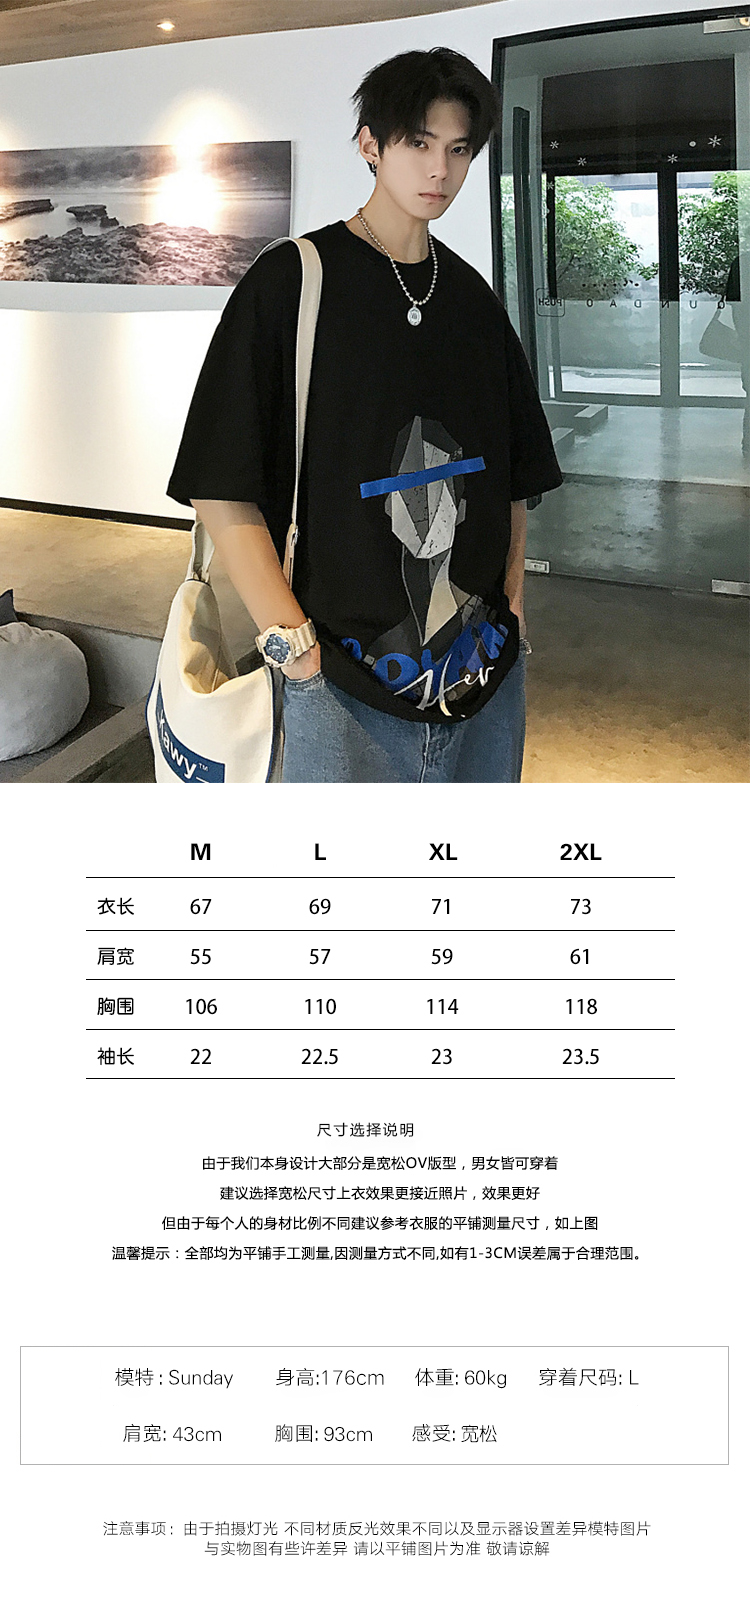 PUSH
QUNDAO
Her
Kawy™
M L XL 2XL
衣长 67 69 71 73
肩宽 55 57 59 61
胸围 106 110 114 118
袖长 22 22.5 23 23.5
尺寸选择说明
由于我们本身设计大部分是宽松OV版型，男女皆可穿着
建议选择宽松尺寸上衣效果更接近照片，效果更好
但由于每个人的身材比例不同建议参考衣服的平铺测量尺寸，如上图
温馨提示：全部均为平铺手工测量,因测量方式不同,如有1-3CM误差属于合理范围。
模特 : Sunday 身高:176cm 体重: 60kg 穿着尺码: L
肩宽: 43cm 胸围: 93cm 感受: 宽松
注意事项：由于拍摄灯光 不同材质反光效果不同以及显示器设置差异模特图片
与实物图有些许差异 请以平铺图片为准 敬请谅解